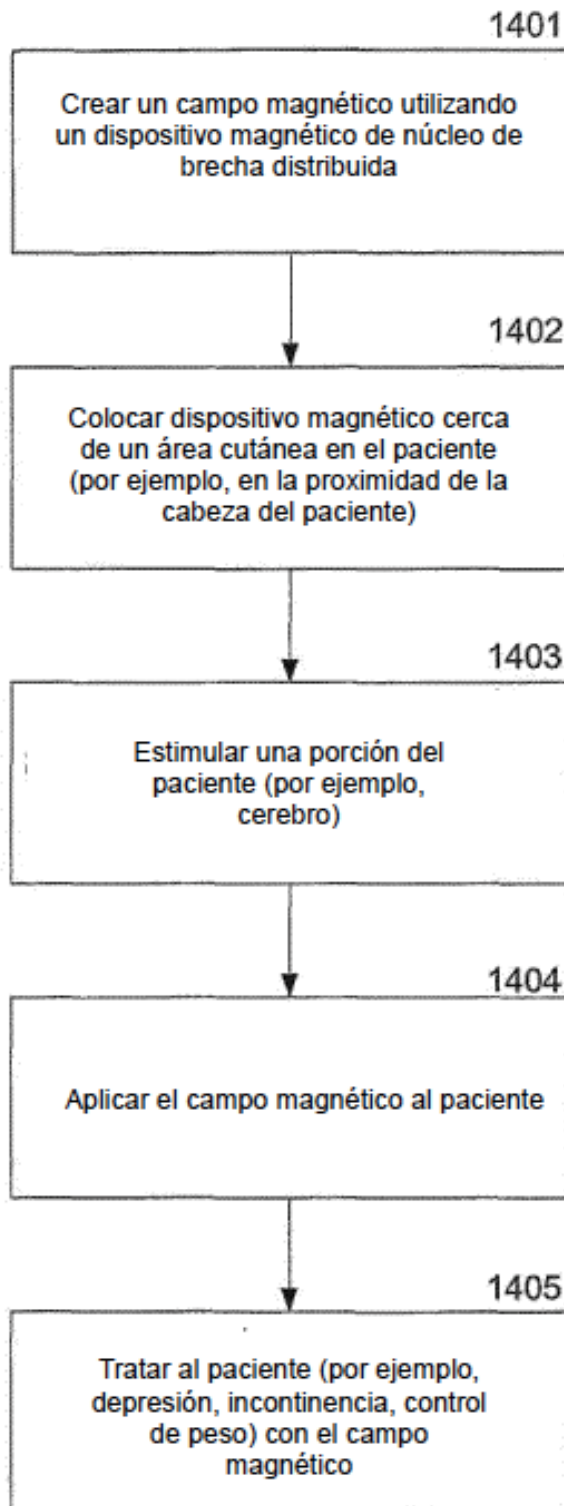 1401
Crear un campo magnético utilizando
un dispositivo magnético de núcleo de
brecha distribuida
1402
Colocar dispositivo magnético cerca
de un área cutánea en el paciente
(por ejemplo, en la proximidad de la
cabeza del paciente)
1403
Estimular una porción del
paciente (por ejemplo,
cerebro)
1404
Aplicar el campo magnético al paciente
1405
Tratar al paciente (por ejemplo,
depresión, incontinencia, control
de peso) con el campo
magnético